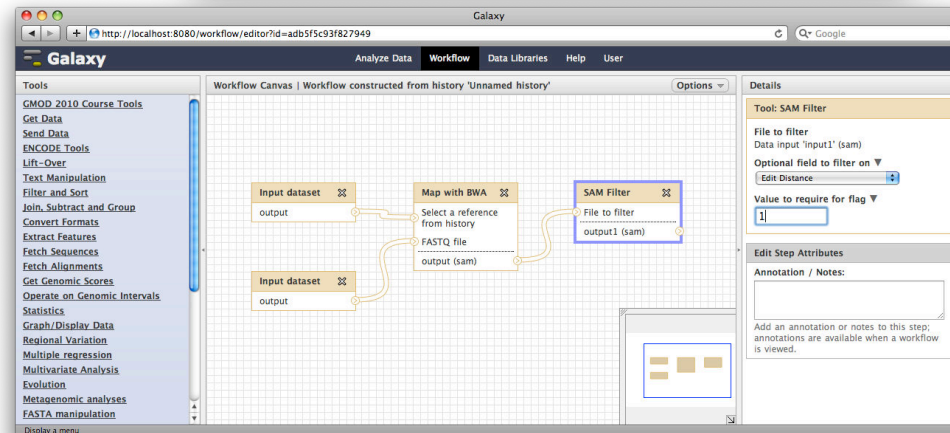 Galaxy
http://localhost:8080/workflow/editor?id=adb5f5c93f827949
Google
Galaxy
Analyze Data Workflow Data Libraries Help User
Tools
GMOD 2010 Course Tools
Get Data
Send Data
ENCODE Tools
Lift-Over
Text Manipulation
Filter and Sort
Join, Subtract and Group
Convert Formats
Extract Features
Fetch Sequences
Fetch Alignments
Get Genomic Scores
Operate on Genomic Intervals
Statistics
Graph/Display Data
Regional Variation
Multiple regression
Multivariate Analysis
Evolution
Metagenomic analyses
FASTA manipulation
Display a menu
Workflow Canvas | Workflow constructed from history 'Unnamed history'
Options
Input dataset
output
Input dataset
output
Map with BWA
Select a reference
from history
FASTQ file
output (sam)
SAM Filter
File to filter
output1 (sam)
Details
Tool: SAM Filter
File to filter
Data input 'input1' (sam)
Optional field to filter on
Edit Distance
Value to require for flag
1
Edit Step Attributes
Annotation / Notes:
Add an annotation or notes to this step;
annotations are available when a workflow
is viewed.